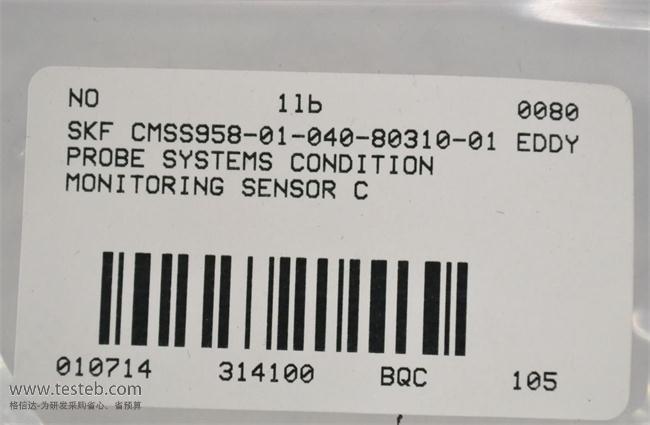 NO 1lb 0080
SKF CMSS958-01-040-80310-01 EDDY
PROBE SYSTEMS CONDITION
MONITORING SENSOR C
010714 314100 BQC 105
www.testeb.com
格信达-为研发采购省心、省预算